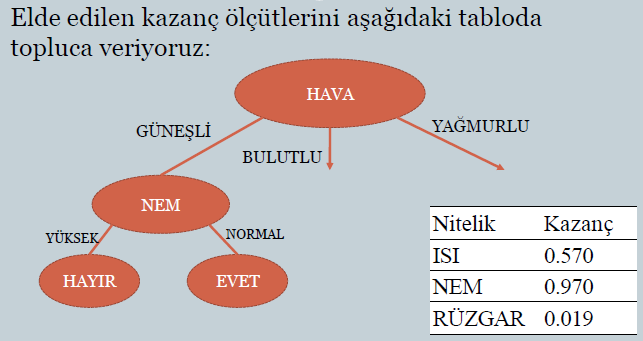 Elde edilen kazanç ölçütlerini aşağıdaki tabloda
topluca veriyoruz:
HAVA
GÜNEŞLİ
BULUTLU
YAĞMURLU
NEM
YÜKSEK
NORMAL
HAYIR
EVET
Nitelik Kazanç
ISI 0.570
NEM 0.970
RÜZGAR 0.019